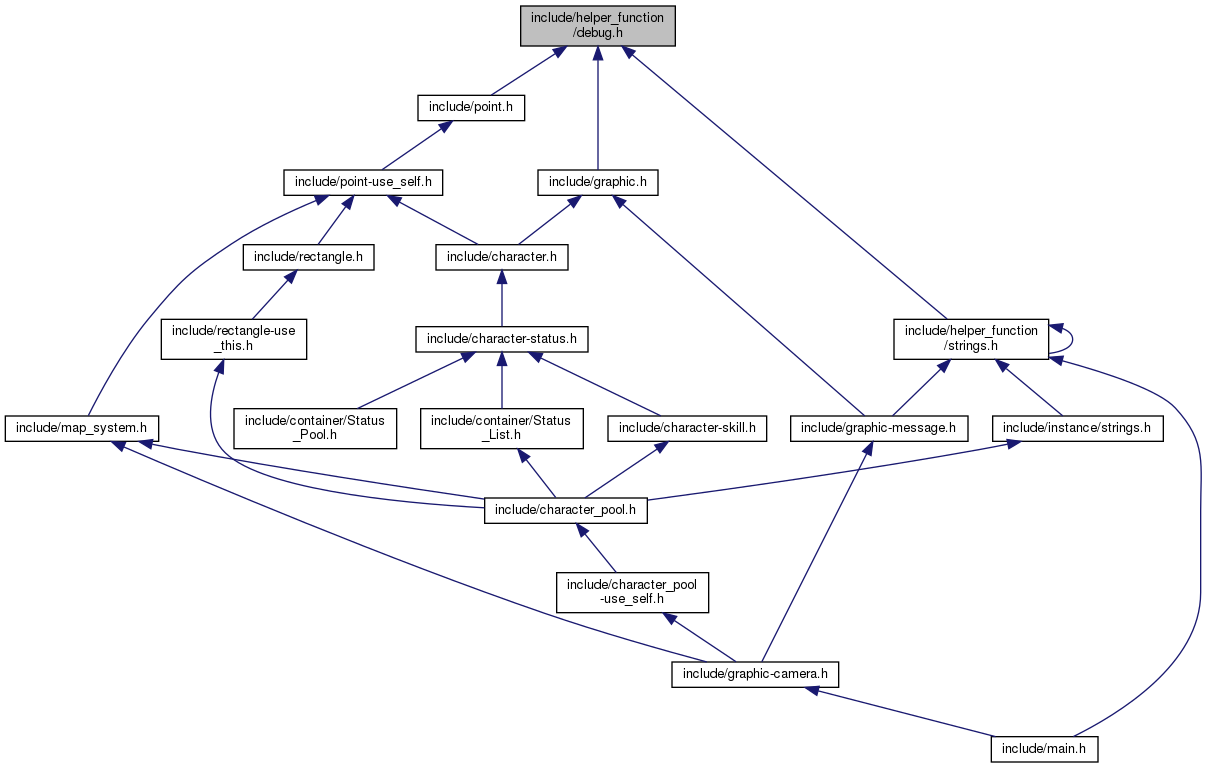 include/helper_function
/debug.h
include/point.h
include/point-use_self.h
include/graphic.h
include/rectangle.h
include/character.h
include/rectangle-use
_this.h
include/character-status.h
include/helper_function
/strings.h
include/map_system.h
include/container/Status
_Pool.h
include/container/Status
_List.h
include/character-skill.h
include/graphic-message.h
include/instance/strings.h
include/character_pool.h
include/character_pool
-use_self.h
include/graphic-camera.h
include/main.h